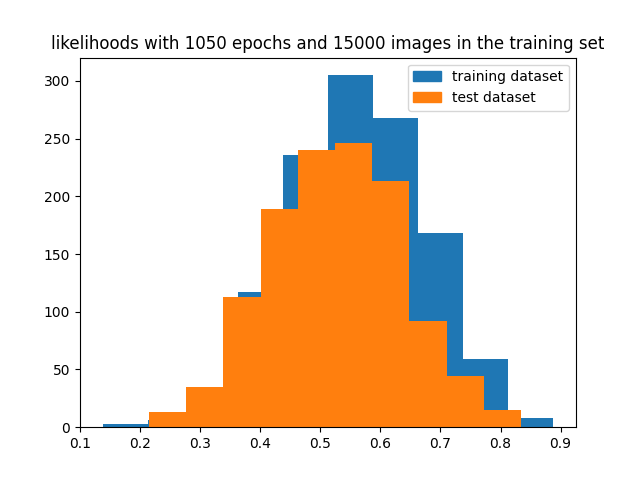 likelihoods with 1050 epochs and 15000 images in the training set
training dataset
test dataset
300
250
200
150
100
50
0
0.1 0.2 0.3 0.4 0.5 0.6 0.7 0.8 0.9